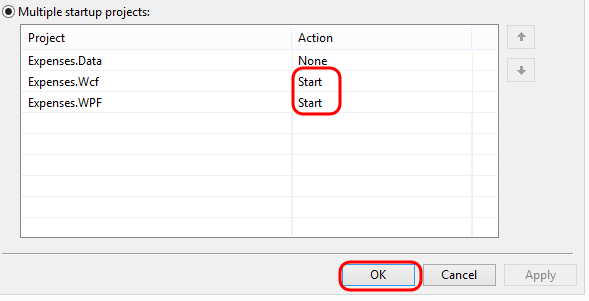 Multiple startup projects:
Project Action
Expenses.Data None
Expenses.Wcf Start
Expenses.WPF Start
OK Cancel Apply